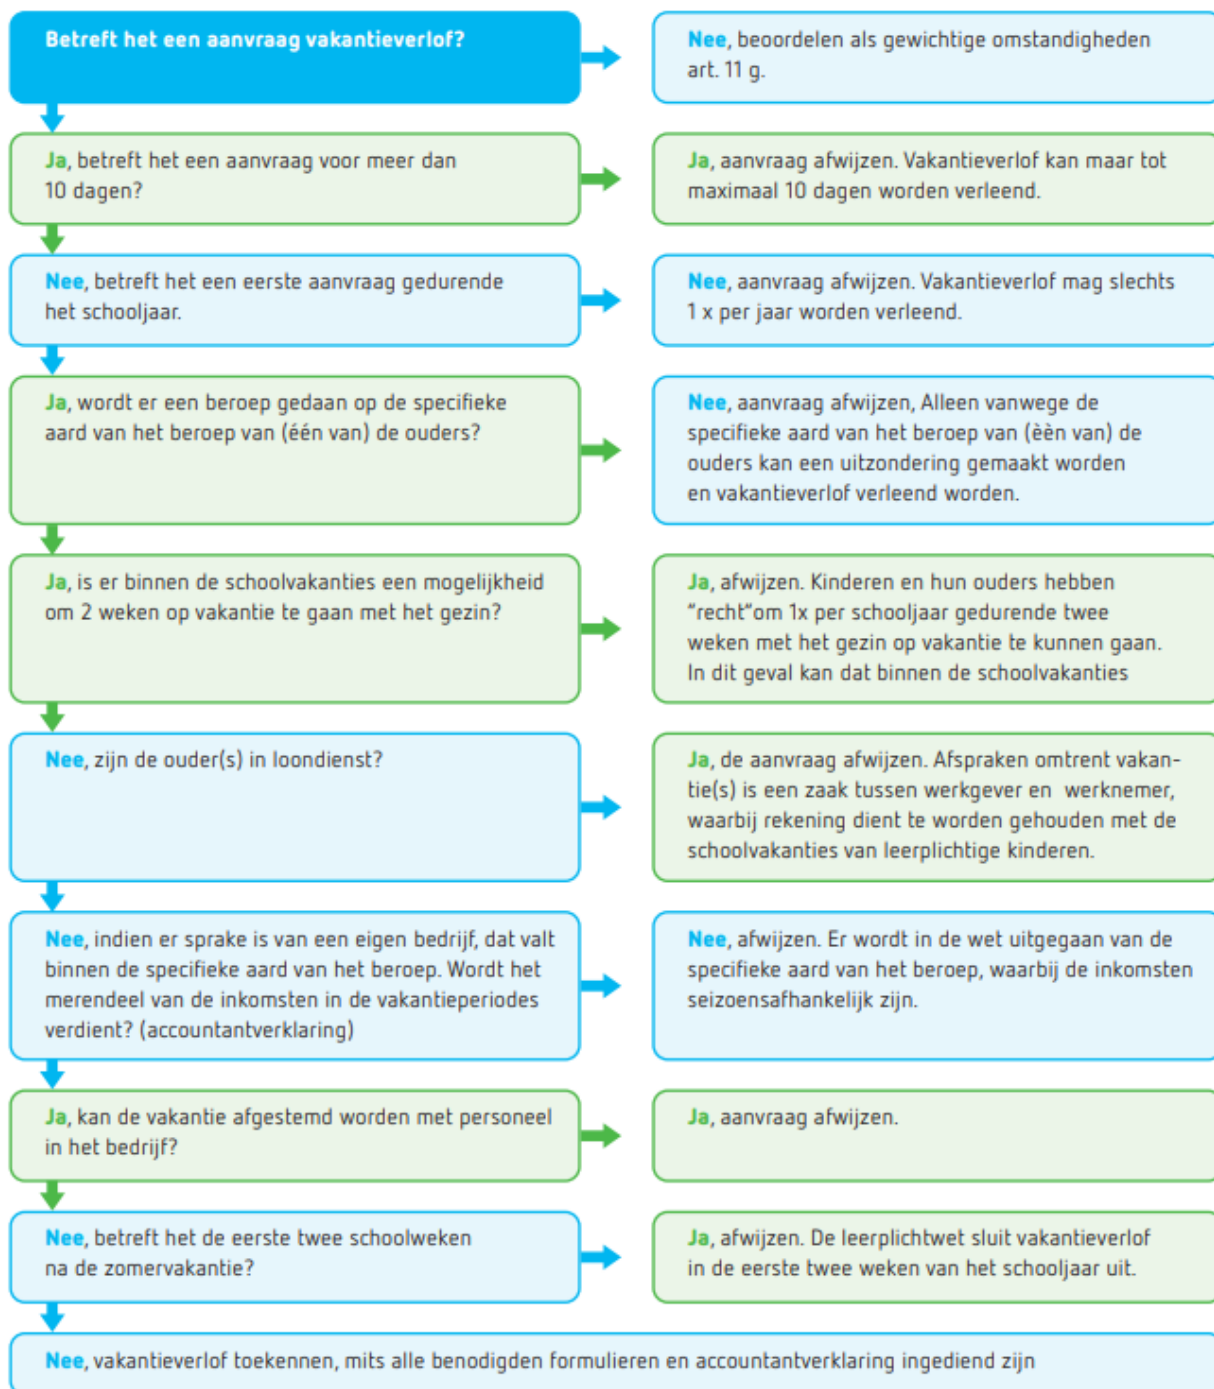 Betreft het een aanvraag vakantieverlof?
Nee, beoordelen als gewichtige omstandigheden
art. 11 g.
Ja, betreft het een aanvraag voor meer dan
10 dagen?
Ja, aanvraag afwijzen. Vakantieverlof kan maar tot
maximaal 10 dagen worden verleend.
Nee, betreft het een eerste aanvraag gedurende
het schooljaar.
Nee, aanvraag afwijzen. Vakantieverlof mag slechts
1 x per jaar worden verleend.
Ja, wordt er een beroep gedaan op de specifieke
aard van het beroep van (één van) de ouders?
Nee, aanvraag afwijzen, Alleen vanwege de
specifieke aard van het beroep van (èèn van) de
ouders kan een uitzondering gemaakt worden
en vakantieverlof verleend worden.
Ja, is er binnen de schoolvakanties een mogelijkheid
om 2 weken op vakantie te gaan met het gezin?
Ja, afwijzen. Kinderen en hun ouders hebben
"recht"om 1x per schooljaar gedurende twee
weken met het gezin op vakantie te kunnen gaan.
In dit geval kan dat binnen de schoolvakanties
Nee, zijn de ouder(s) in loondienst?
Ja, de aanvraag afwijzen. Afspraken omtrent vakan-
tie(s) is een zaak tussen werkgever en werknemer,
waarbij rekening dient te worden gehouden met de
schoolvakanties van leerplichtige kinderen.
Nee, indien er sprake is van een eigen bedrijf, dat valt
binnen de specifieke aard van het beroep. Wordt het
merendeel van de inkomsten in de vakantieperiodes
verdient? (accountantverklaring)
Nee, afwijzen. Er wordt in de wet uitgegaan van de
specifieke aard van het beroep, waarbij de inkomsten
seizoensafhankelijk zijn.
Ja, kan de vakantie afgestemd worden met personeel
in het bedrijf?
Ja, aanvraag afwijzen.
Nee, betreft het de eerste twee schoolweken
na de zomervakantie?
Ja, afwijzen. De leerplichtwet sluit vakantieverlof
in de eerste twee weken van het schooljaar uit.
Nee, vakantieverlof toekennen, mits alle benodigden formulieren en accountantverklaring ingediend zijn